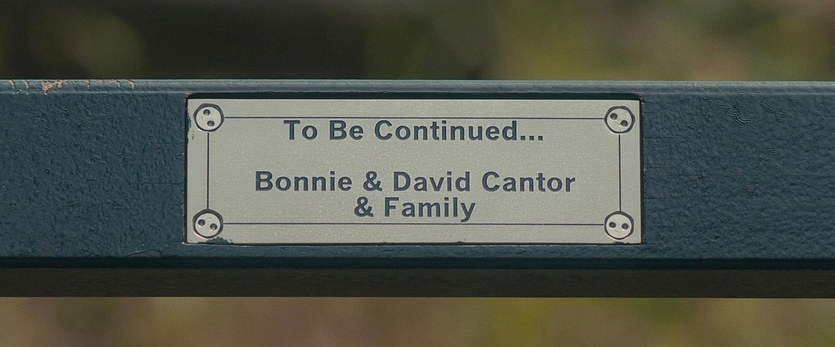 To Be Continued...
Bonnie & David Cantor
& Family